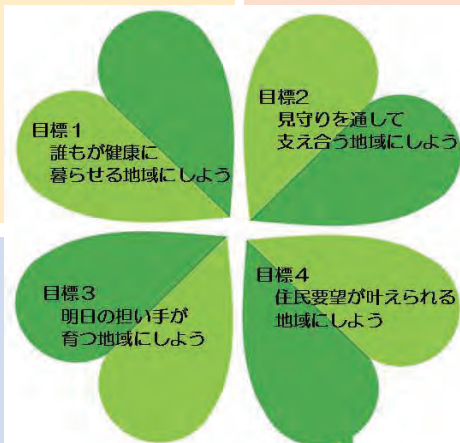 目標1
誰もが健康に
暮らせる地域にしよう
目標2
見守りを通して
支え合う地域にしよう
目標3
明日の担い手が
育つ地域にしよう
目標4
住民要望が叶えられる
地域にしよう